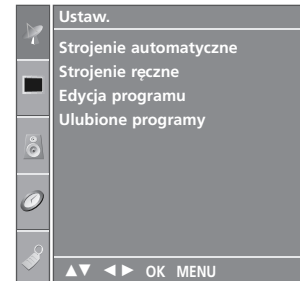 Ustaw.
Strojenie automatyczne
Strojenie ręczne
Edycja programu
Ulubione programy
▲▼ ◄► OK MENU